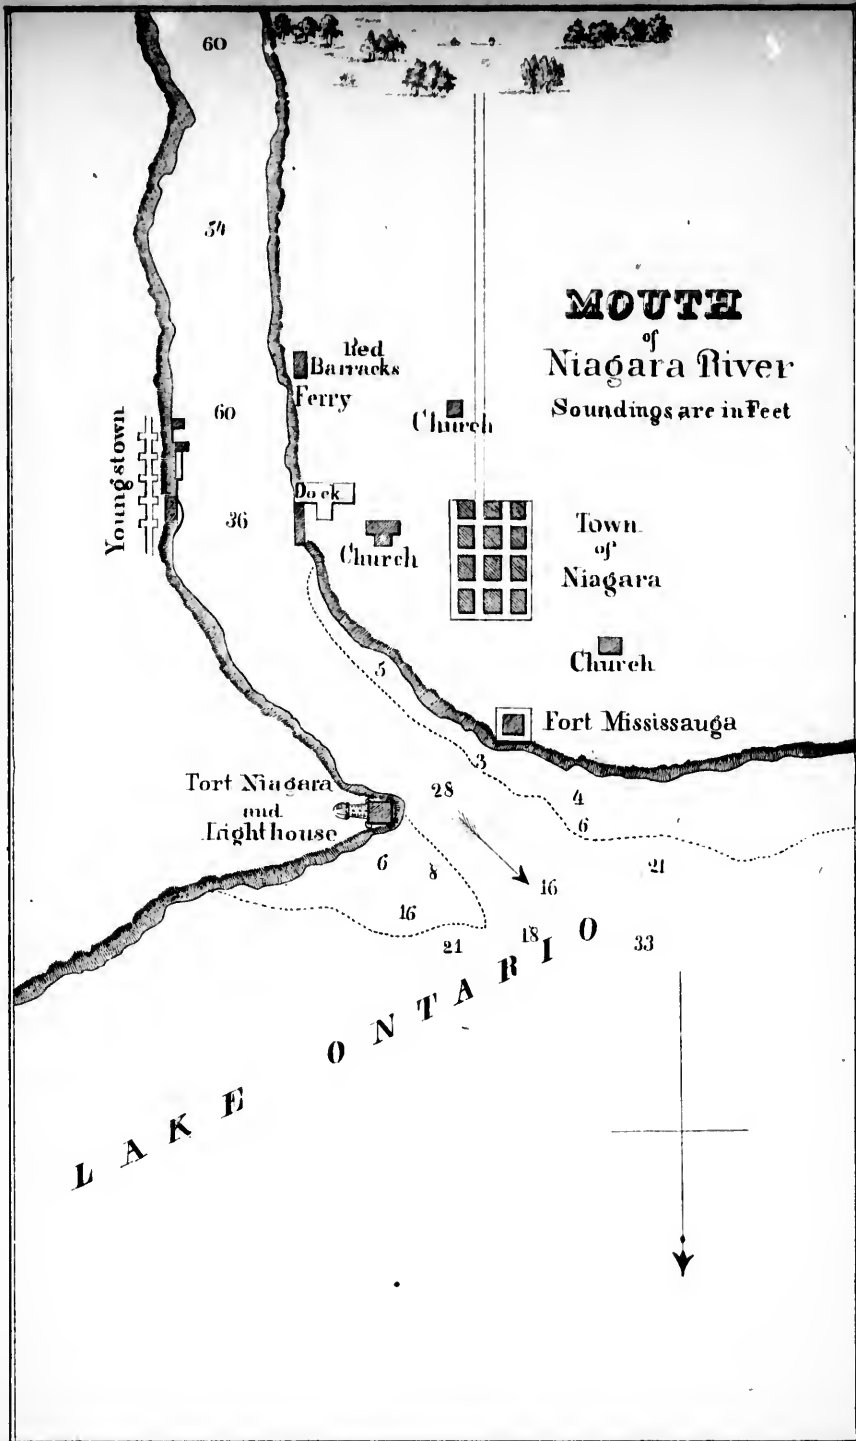 60
54
MOUTH
of
Niagara River
Soundings are in Feet
Red
Barracks
Ferry
Church
60
Youngstown
36
Dock
Church
Town
of
Niagara
Church
5
Fort Mississauga
3
Fort Niagara
and
Lighthouse
28
4
6
6
8
21
16
16
18
21
33
LAKE ONTARIO